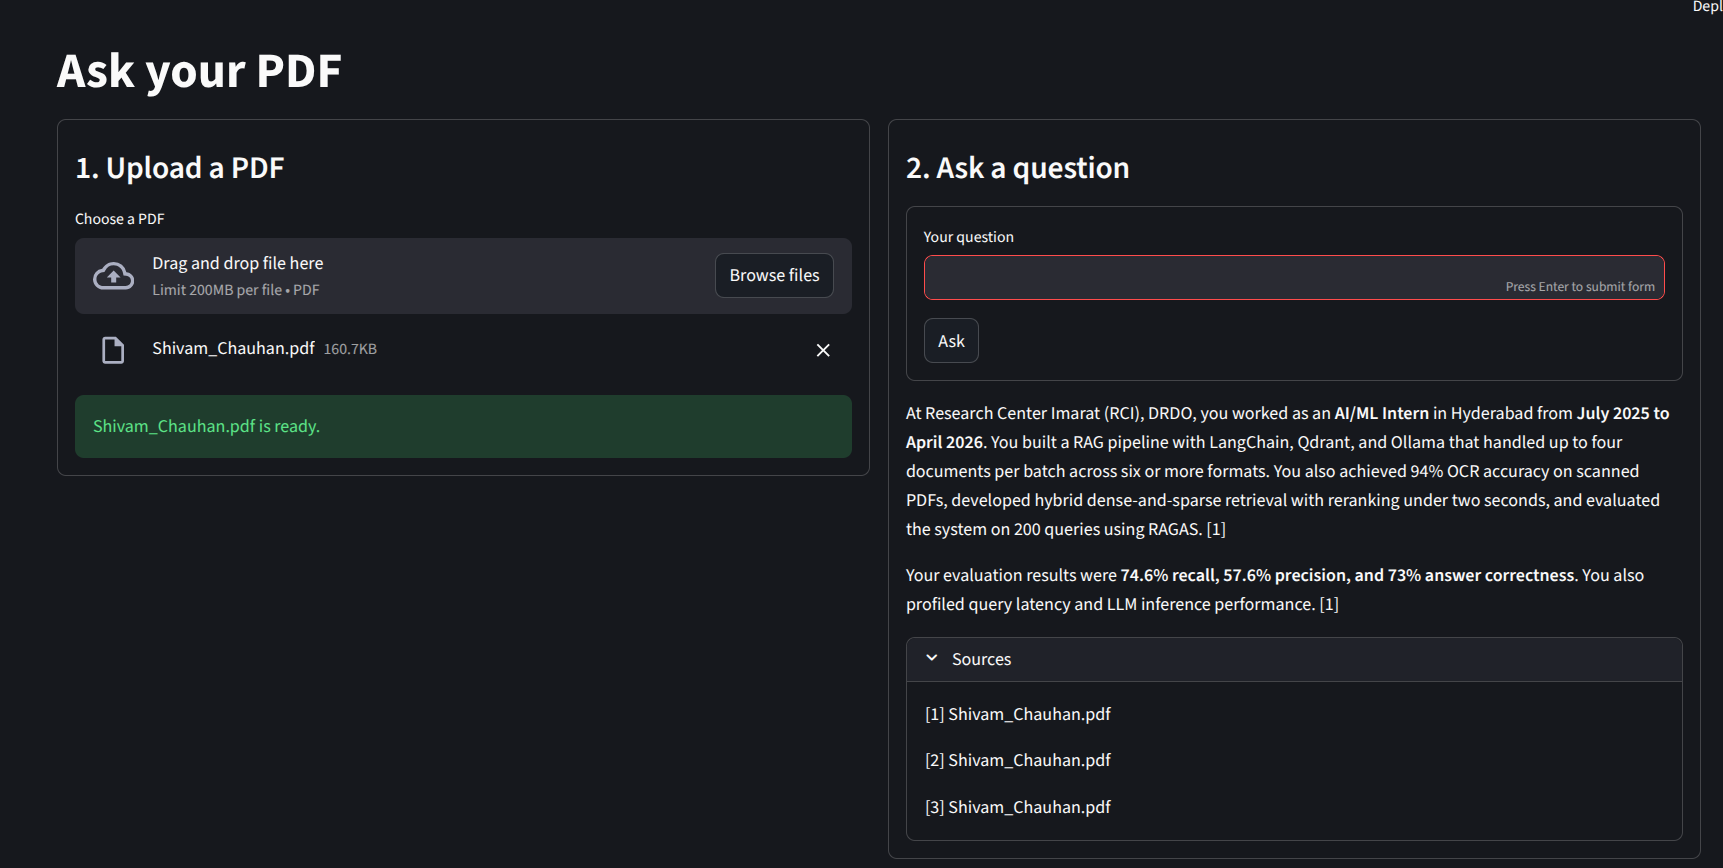 Depl
Ask your PDF
1. Upload a PDF
Choose a PDF
Drag and drop file here
Limit 200MB per file • PDF
Browse files
Shivam_Chauhan.pdf 160.7KB
Shivam_Chauhan.pdf is ready.
2. Ask a question
Your question
Press Enter to submit form
Ask
At Research Center Imarat (RCI), DRDO, you worked as an AI/ML Intern in Hyderabad from July 2025 to
April 2026. You built a RAG pipeline with LangChain, Qdrant, and Ollama that handled up to four
documents per batch across six or more formats. You also achieved 94% OCR accuracy on scanned
PDFs, developed hybrid dense-and-sparse retrieval with reranking under two seconds, and evaluated
the system on 200 queries using RAGAS. [1]
Your evaluation results were 74.6% recall, 57.6% precision, and 73% answer correctness. You also
profiled query latency and LLM inference performance. [1]
Sources
[1] Shivam_Chauhan.pdf
[2] Shivam_Chauhan.pdf
[3] Shivam_Chauhan.pdf